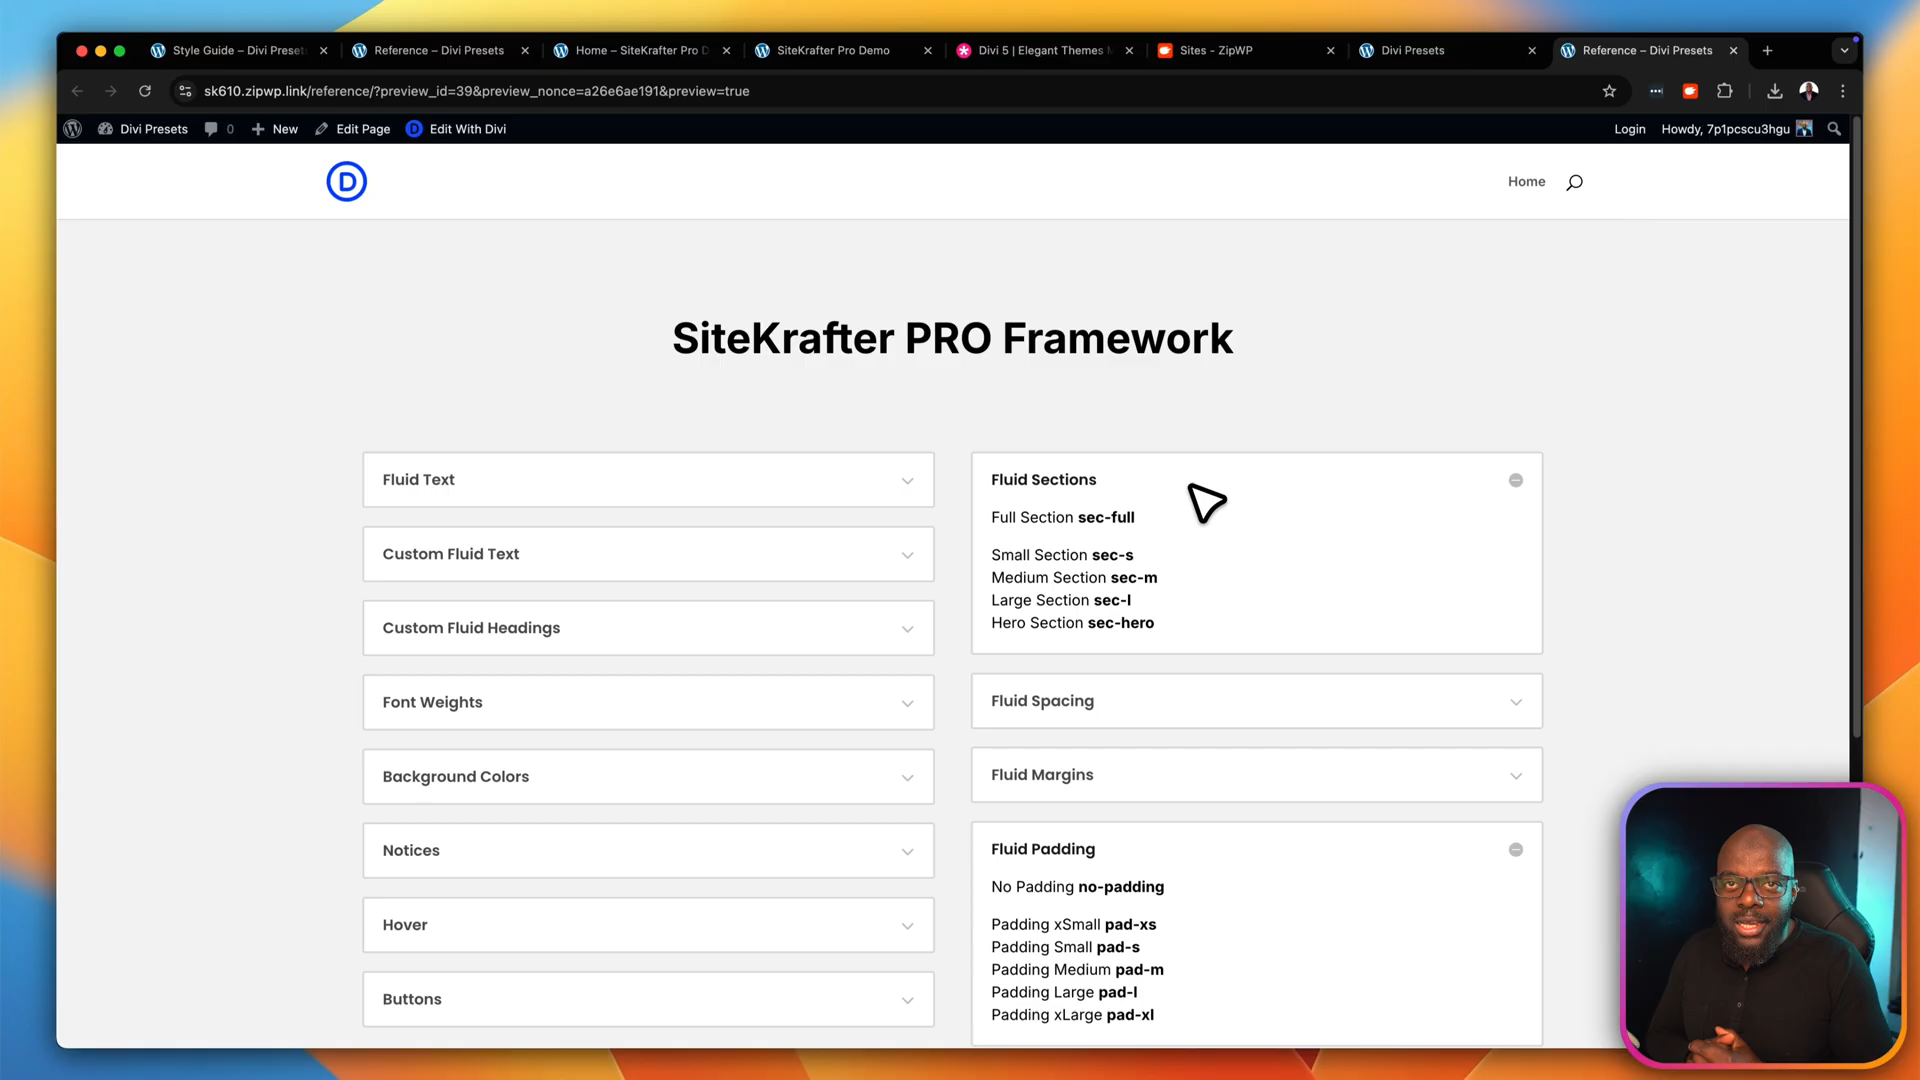 Style Guide – Divi Preset
Reference – Divi Presets
Home – SiteKrafter Pro D
SiteKrafter Pro Demo
Divi 5 | Elegant Themes
Sites - ZipWP
Divi Presets
Reference – Divi Presets
sk610.zipwp.link/reference/?preview_id=39&preview_nonce=a26e6ae191&preview=true
Divi Presets
0
New
Edit Page
D
Edit With Divi
Login
Howdy, 7p1pcscu3hgu
D
Home
SiteKrafter PRO Framework
Fluid Text
Custom Fluid Text
Custom Fluid Headings
Font Weights
Background Colors
Notices
Hover
Buttons
Fluid Sections
Full Section sec-full
Small Section sec-s
Medium Section sec-m
Large Section sec-l
Hero Section sec-hero
Fluid Spacing
Fluid Margins
Fluid Padding
No Padding no-padding
Padding xSmall pad-xs
Padding Small pad-s
Padding Medium pad-m
Padding Large pad-l
Padding xLarge pad-xl